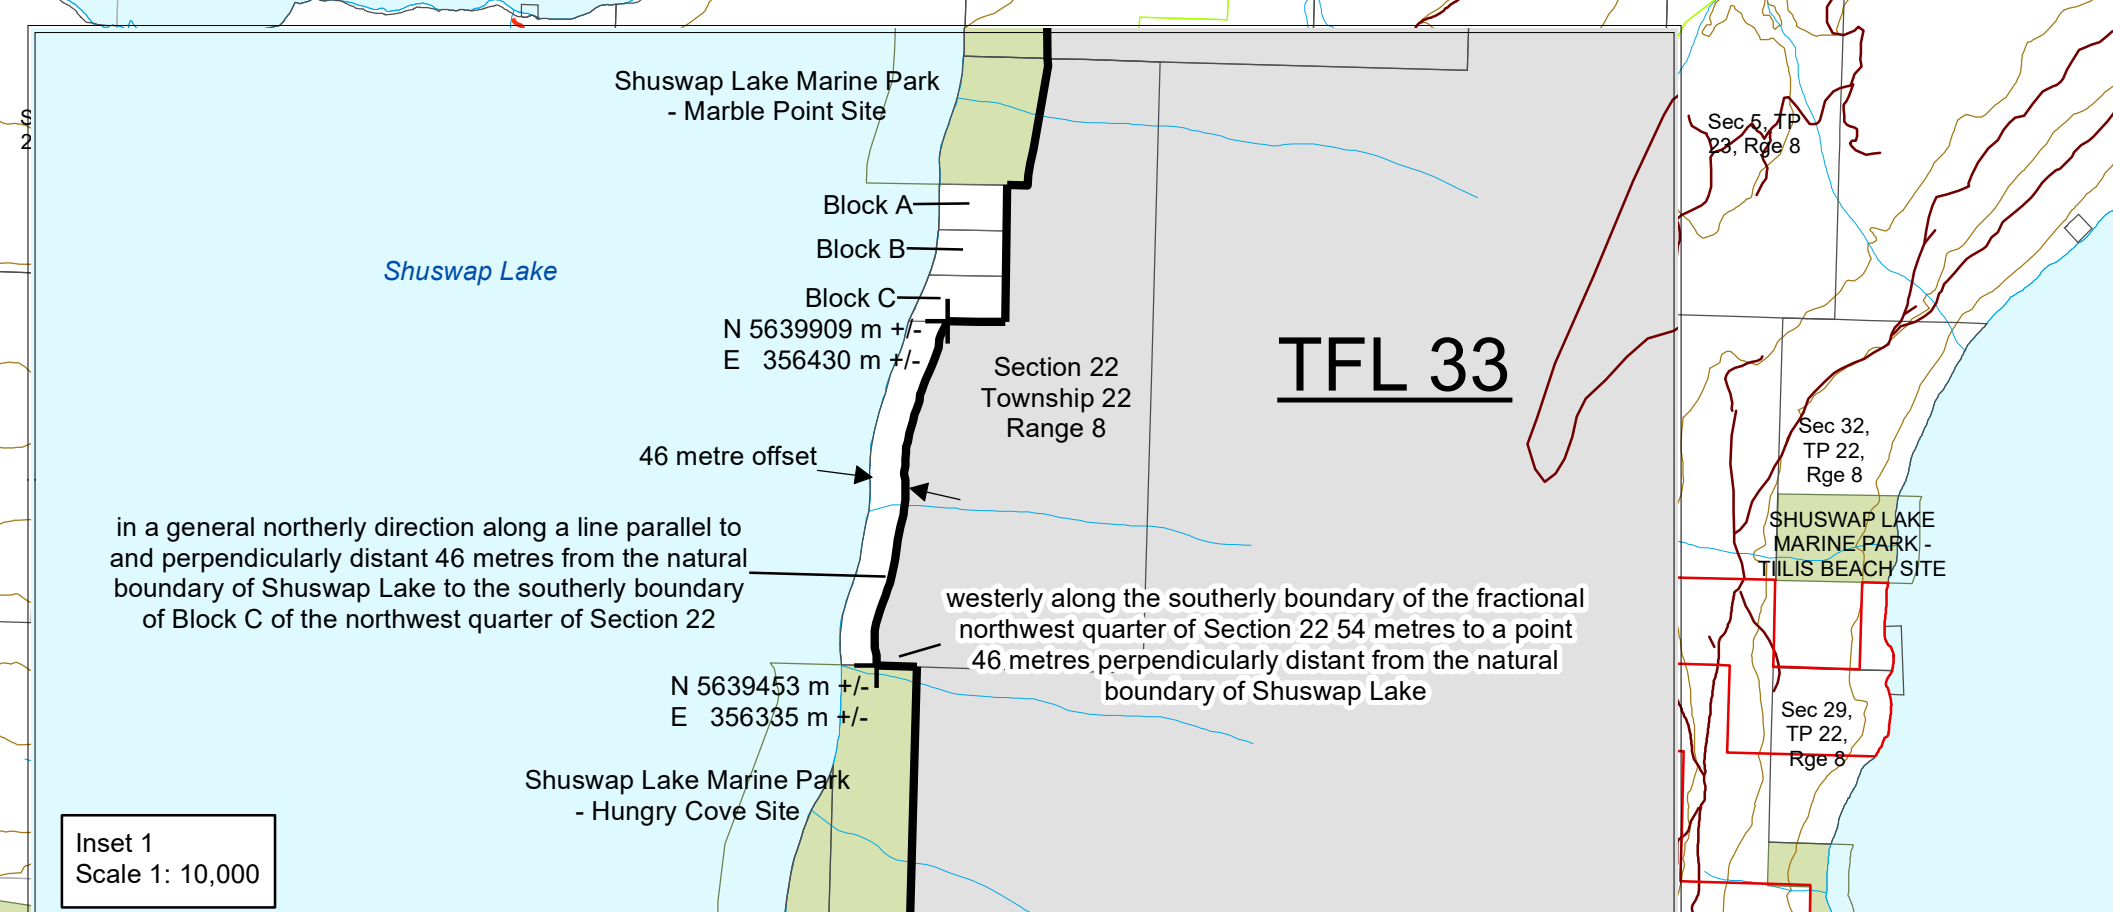 Shuswap Lake Marine Park
- Marble Point Site
S
2
Sec 5, TP
23, Rge 8
Block A
Block B
Block C
Shuswap Lake
N 5639909 m +/-
E 356430 m +/-
Section 22
Township 22
Range 8
TFL 33
46 metre offset
Sec 32,
TP 22,
Rge 8
in a general northerly direction along a line parallel to
and perpendicularly distant 46 metres from the natural
boundary of Shuswap Lake to the southerly boundary
of Block C of the northwest quarter of Section 22
SHUSWAP LAKE
MARINE PARK -
TIILIS BEACH SITE
westerly along the southerly boundary of the fractional
northwest quarter of Section 22 54 metres to a point
46 metres perpendicularly distant from the natural
boundary of Shuswap Lake
N 5639453 m +/-
E 356335 m +/-
Sec 29,
TP 22,
Rge 8
Shuswap Lake Marine Park
- Hungry Cove Site
Inset 1
Scale 1: 10,000